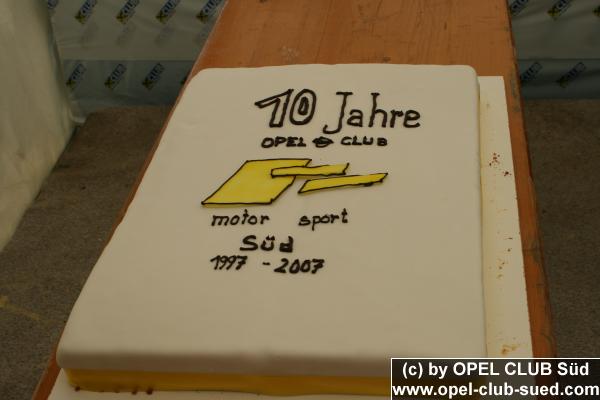 10 Jahre
OPEL CLUB
motor sport
Süd
1997 - 2007
(c) by OPEL CLUB Süd
www.opel-club-sued.com